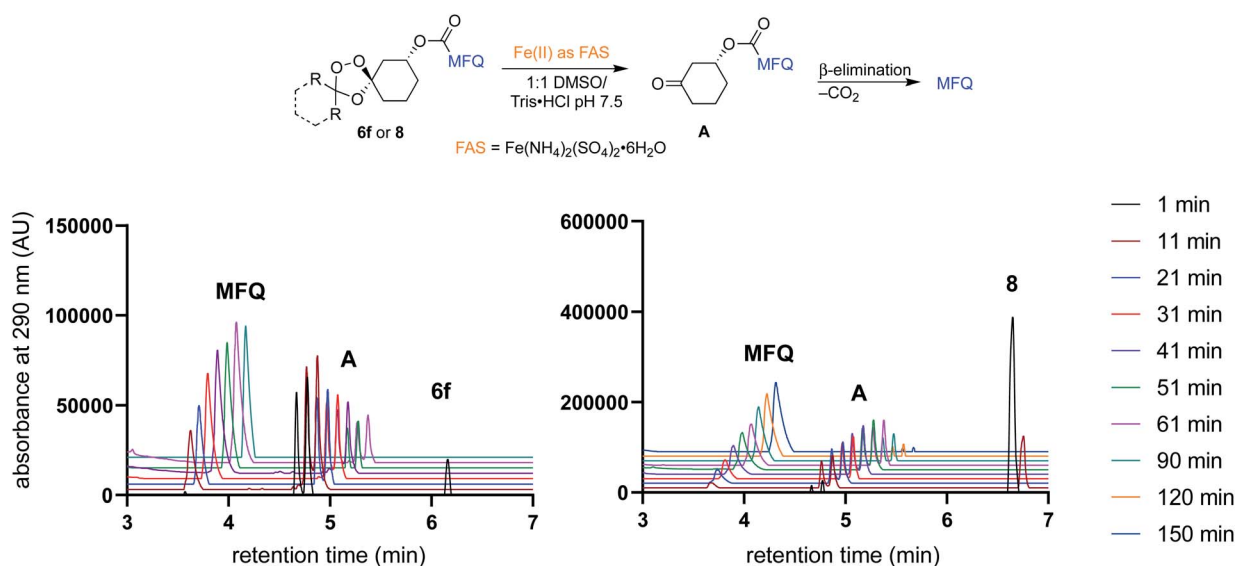 A
O
O
MFQ
O
O
O
R
R
6f or 8
Fe(II) as FAS
1:1 DMSO/
Tris•HCl pH 7.5
O
O
O
MFQ
A
β-elimination
–CO2
MFQ
FAS = Fe(NH4)2(SO4)2•6H2O
absorbance at 290 nm (AU)
150000
100000
50000
0
MFQ
A
6f
3
4
5
6
7
retention time (min)
600000
400000
200000
0
MFQ
A
8
3
4
5
6
7
retention time (min)
1 min
11 min
21 min
31 min
41 min
51 min
61 min
90 min
120 min
150 min